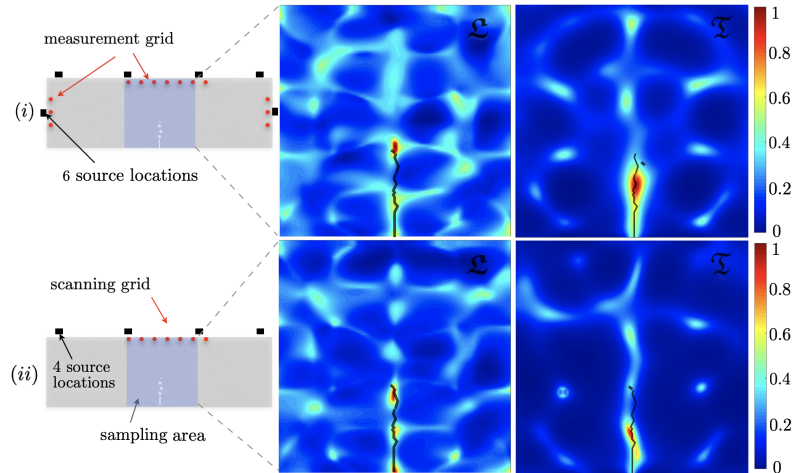 measurement grid
(i)
6 source locations
𝔏
𝔗
1
0.8
0.6
0.4
0.2
0
scanning grid
(ii)
4 source
locations
sampling area
𝔏
𝔗
1
0.8
0.6
0.4
0.2
0